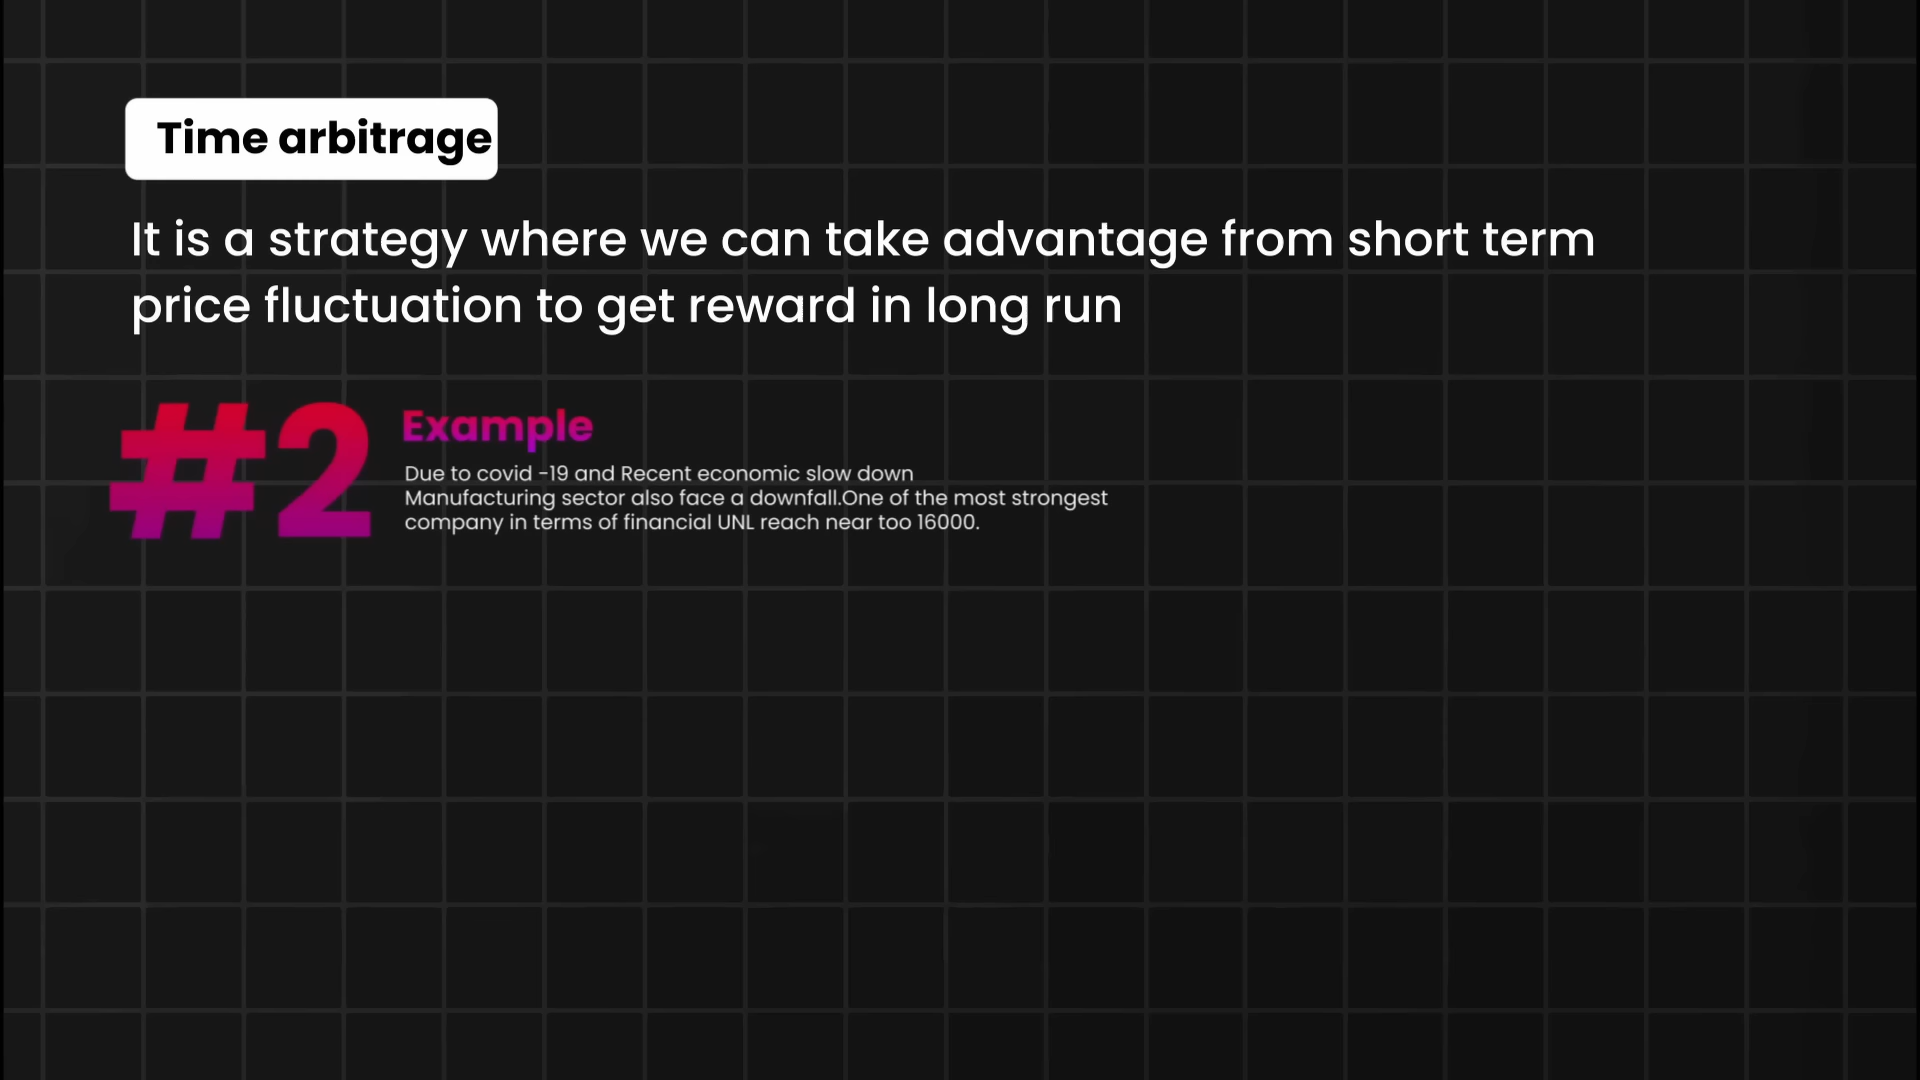 Time arbitrage
It is a strategy where we can take advantage from short term
price fluctuation to get reward in long run
#2
Example
Due to covid -19 and Recent economic slow down
Manufacturing sector also face a downfall.One of the most strongest
company in terms of financial UNL reach near too 16000.